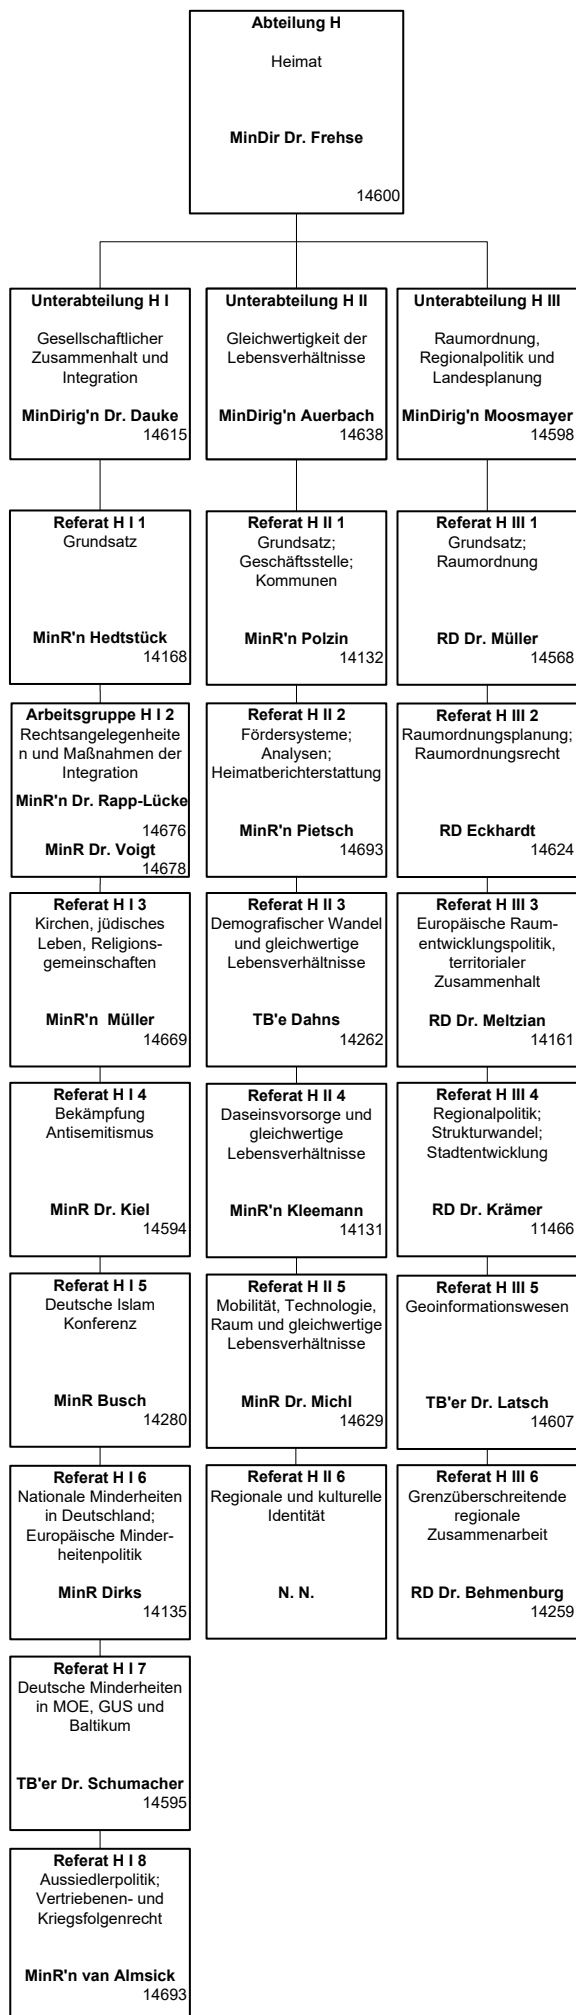 Abteilung H
Heimat
MinDir Dr. Frehse
14600
Unterabteilung H I
Gesellschaftlicher
Zusammenhalt und
Integration
MinDirig'n Dr. Dauke
14615
Referat H I 1
Grundsatz
MinR'n Hedtstück
14168
Arbeitsgruppe H I 2
Rechtsangelegenheite
n und Maßnahmen der
Integration
MinR'n Dr. Rapp-Lücke
14676
MinR Dr. Voigt
14678
Referat H I 3
Kirchen, jüdisches
Leben, Religions-
gemeinschaften
MinR'n Müller
14669
Referat H I 4
Bekämpfung
Antisemitismus
MinR Dr. Kiel
14594
Referat H I 5
Deutsche Islam
Konferenz
MinR Busch
14280
Referat H I 6
Nationale Minderheiten
in Deutschland;
Europäische Minder-
heitenpolitik
MinR Dirks
14135
Referat H I 7
Deutsche Minderheiten
in MOE, GUS und
Baltikum
TB'er Dr. Schumacher
14595
Referat H I 8
Aussiedlerpolitik;
Vertriebenen- und
Kriegsfolgenrecht
MinR'n van Almsick
14693
Unterabteilung H II
Gleichwertigkeit der
Lebensverhältnisse
MinDirig'n Auerbach
14638
Referat H II 1
Grundsatz;
Geschäftsstelle;
Kommunen
MinR'n Polzin
14132
Referat H II 2
Fördersysteme;
Analysen;
Heimatberichterstattung
MinR'n Pietsch
14693
Referat H II 3
Demografischer Wandel
und gleichwertige
Lebensverhältnisse
TB'e Dahns
14262
Referat H II 4
Daseinsvorsorge und
gleichwertige
Lebensverhältnisse
MinR'n Kleemann
14131
Referat H II 5
Mobilität, Technologie,
Raum und gleichwertige
Lebensverhältnisse
MinR Dr. Michl
14629
Referat H II 6
Regionale und kulturelle
Identität
N. N.
Unterabteilung H III
Raumordnung,
Regionalpolitik und
Landesplanung
MinDirig'n Moosmayer
14598
Referat H III 1
Grundsatz;
Raumordnung
RD Dr. Müller
14568
Referat H III 2
Raumordnungsplanung;
Raumordnungsrecht
RD Eckhardt
14624
Referat H III 3
Europäische Raum-
entwicklungspolitik,
territorialer
Zusammenhalt
RD Dr. Meltzian
14161
Referat H III 4
Regionalpolitik;
Strukturwandel;
Stadtentwicklung
RD Dr. Krämer
11466
Referat H III 5
Geoinformationswesen
TB'er Dr. Latsch
14607
Referat H III 6
Grenzüberschreitende
regionale
Zusammenarbeit
RD Dr. Behmenburg
14259